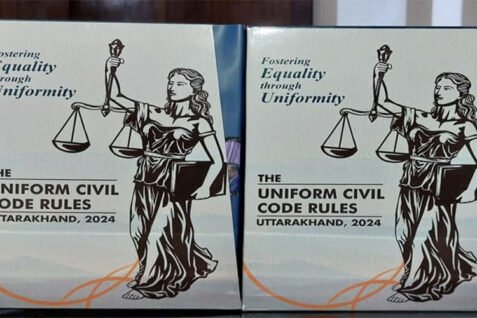 Fostering
Equality
through
Uniformity
THE
UNIFORM CIVIL
CODE RULES
UTTARAKHAND, 2024
Fostering
Equality
through
Uniformity
THE
UNIFORM CIVIL
CODE RULES
UTTARAKHAND, 2024